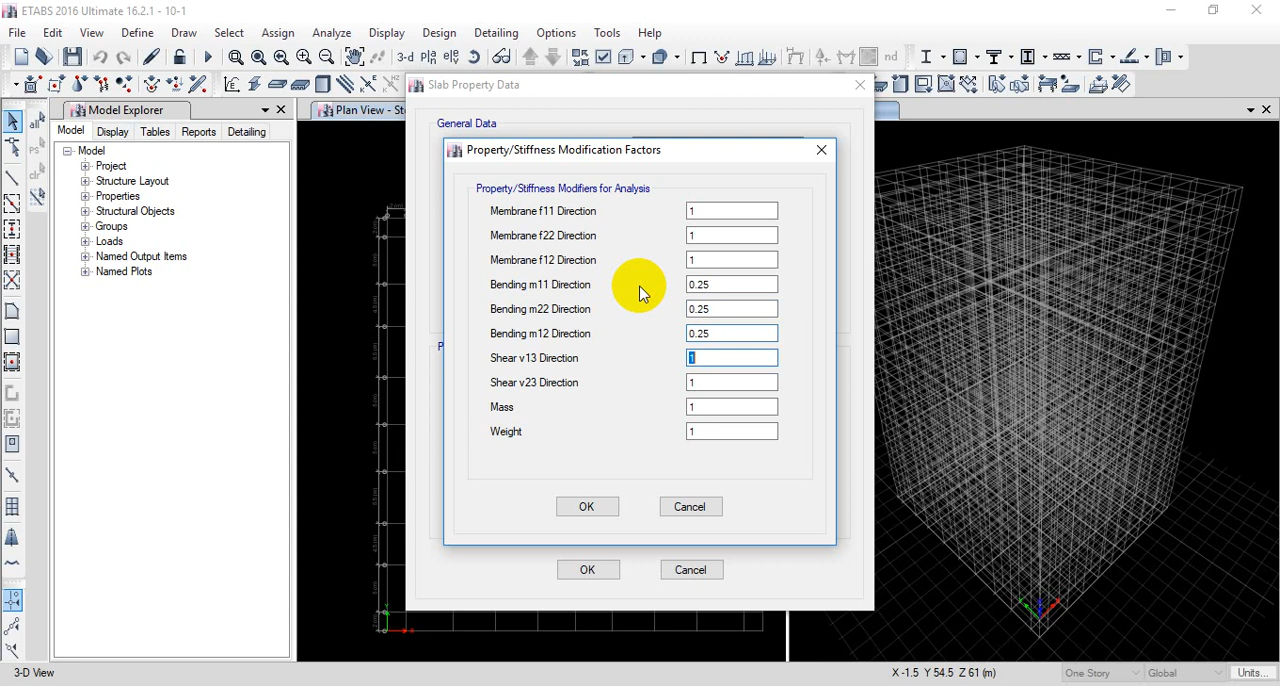 ETABS 2016 Ultimate 16.2.1 - 10-1
File Edit View Define Draw Select Assign Analyze Display Design Detailing Options Tools Help
3-d nd
Model Explorer
Plan View - Sto
Slab Property Data
Model Display Tables Reports Detailing
all
Model
Project
Structure Layout
Properties
Structural Objects
Groups
Loads
Named Output Items
Named Plots
General Data
Property/Stiffness Modification Factors
Property/Stiffness Modifiers for Analysis
Membrane f11 Direction 1
Membrane f22 Direction 1
Membrane f12 Direction 1
Bending m11 Direction 0.25
Bending m22 Direction 0.25
Bending m12 Direction 0.25
Shear v13 Direction 1
Shear v23 Direction 1
Mass 1
Weight 1
OK Cancel
OK Cancel
3-D View X -1.5 Y 54.5 Z 61 (m) One Story Global Units...